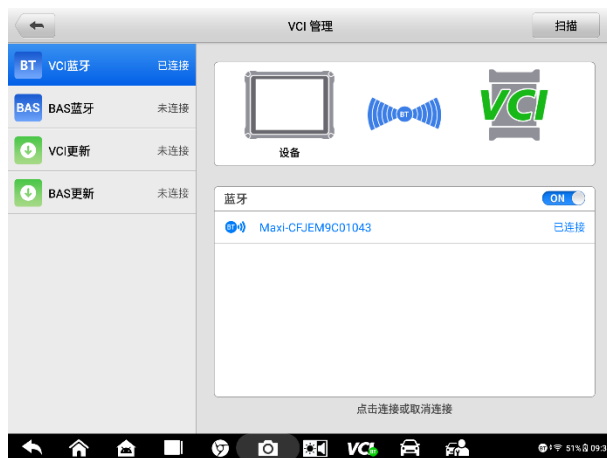 VCI 管理
扫描
BT VCI蓝牙 已连接
BAS BAS蓝牙 未连接
VCI更新 未连接
BAS更新 未连接
BT
VCI
设备
蓝牙 ON
BT Maxi-CFJEM9C01043 已连接
点击连接或取消连接
VCI 51%